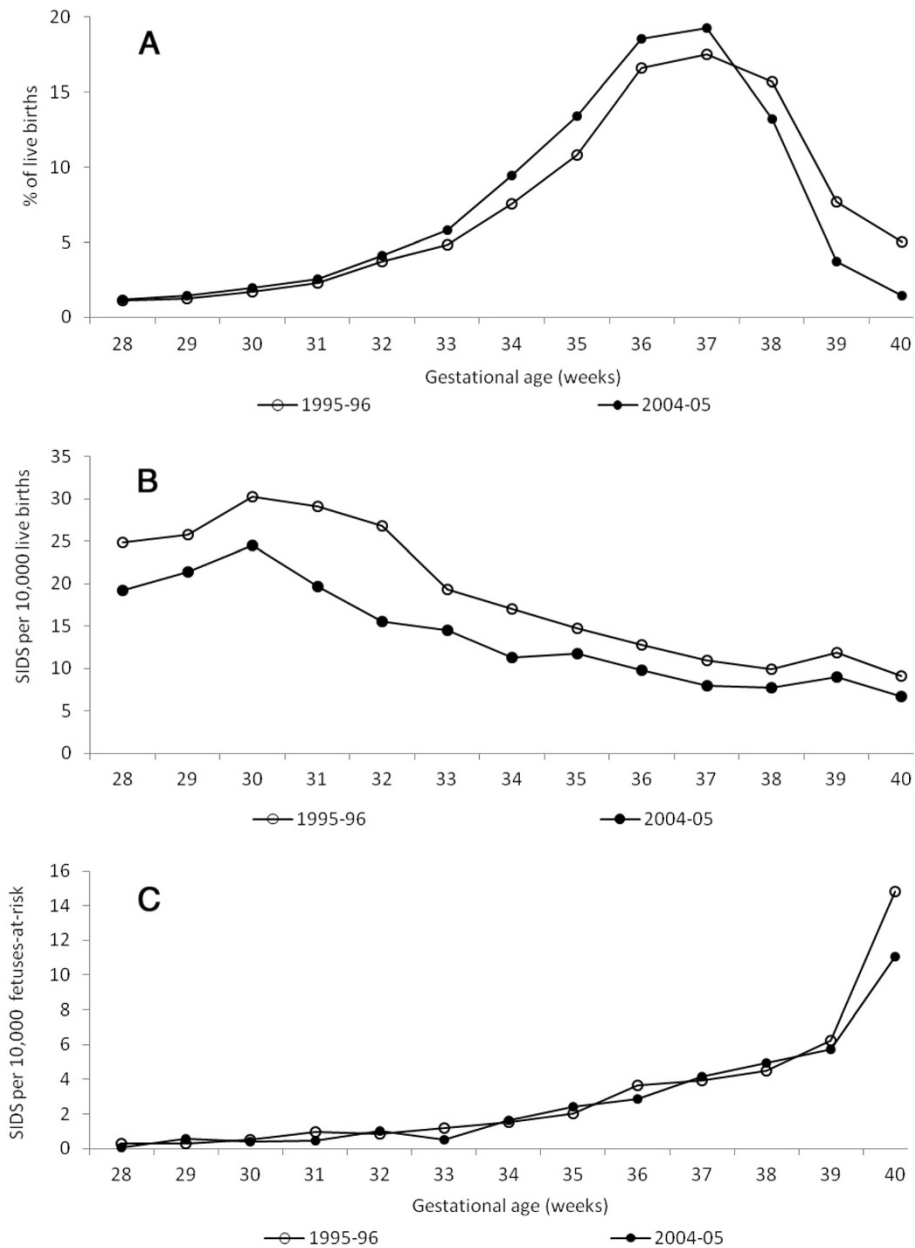 A
% of live births
20
15
10
5
0
28 29 30 31 32 33 34 35 36 37 38 39 40
Gestational age (weeks)
1995-96 2004-05
B
SIDS per 10,000 live births
35
30
25
20
15
10
5
0
28 29 30 31 32 33 34 35 36 37 38 39 40
1995-96 2004-05
C
SIDS per 10,000 fetuses-at-risk
16
14
12
10
8
6
4
2
0
28 29 30 31 32 33 34 35 36 37 38 39 40
Gestational age (weeks)
1995-96 2004-05